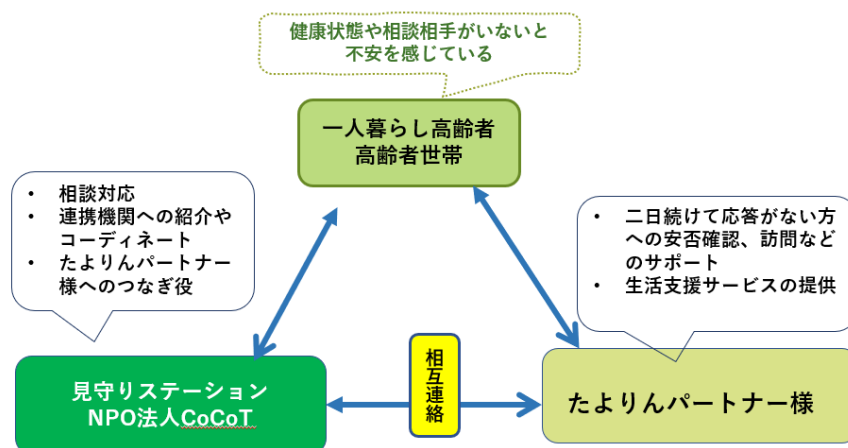 健康状態や相談相手がいないと
不安を感じている
一人暮らし高齢者
高齢者世帯
• 相談対応
• 連携機関への紹介や
コーディネート
• たよりんパートナー
様へのつなぎ役
• 二日続けて応答がない方
への安否確認、訪問など
のサポート
• 生活支援サービスの提供
見守りステーション
NPO法人CoCoT
相互連絡
たよりんパートナー様